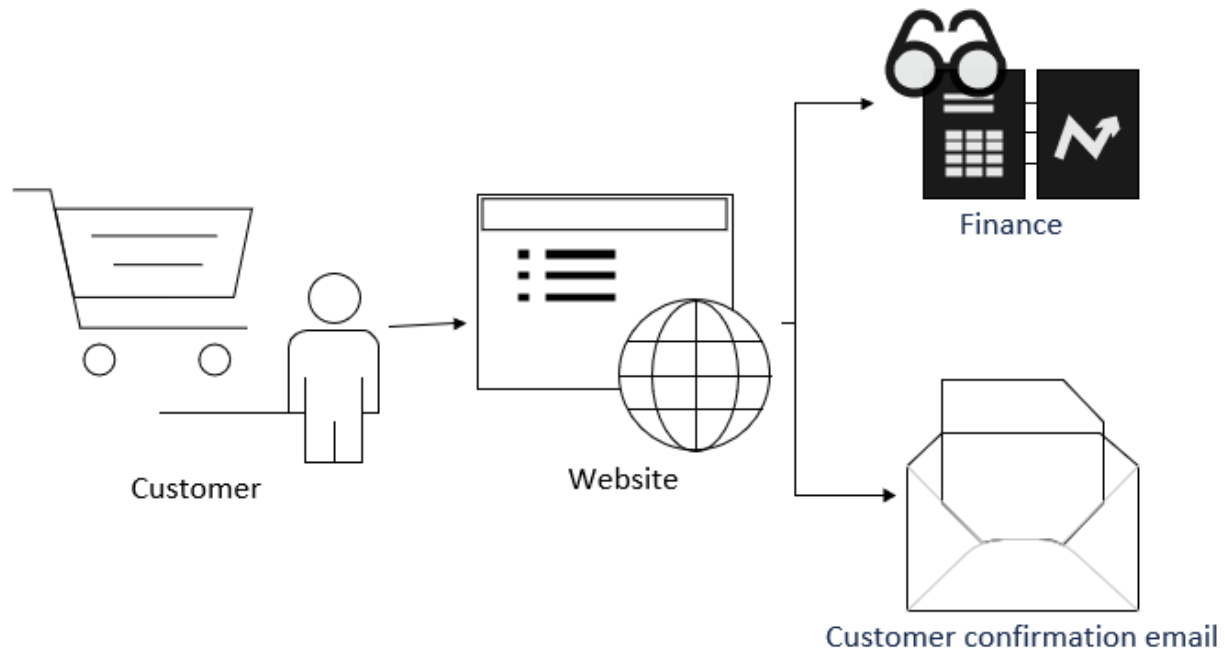 Finance
Customer
Website
Customer confirmation email